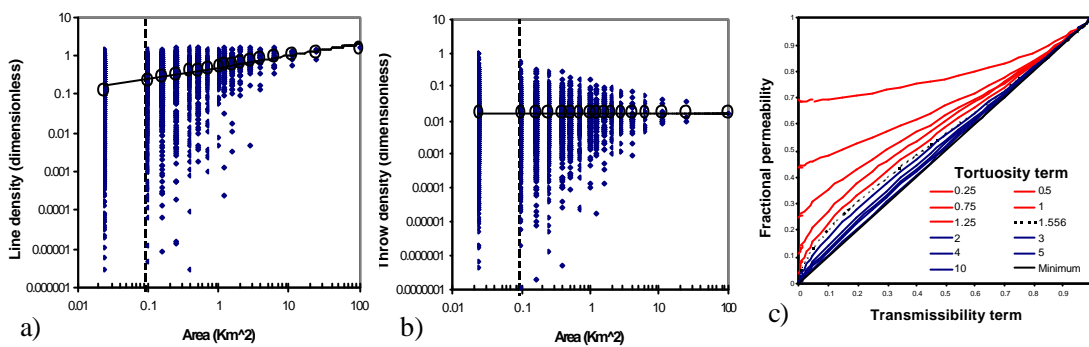 Line density (dimensionless)
10
1
0.1
0.01
0.001
0.0001
0.00001
0.000001
0.01 0.1 1 10 100
Area (Km^2)
a)
Throw density (dimensionless)
10
1
0.1
0.01
0.001
0.0001
0.00001
0.000001
0.01 0.1 1 10 100
Area (Km^2)
b)
Fractional permeability
1
0.9
0.8
0.7
0.6
0.5
0.4
0.3
0.2
0.1
0
0 0.1 0.2 0.3 0.4 0.5 0.6 0.7 0.8 0.9
Transmissibility term
Tortuosity term
0.25 0.5
0.75 1
1.25 1.556
2 3
4 5
10 Minimum
c)